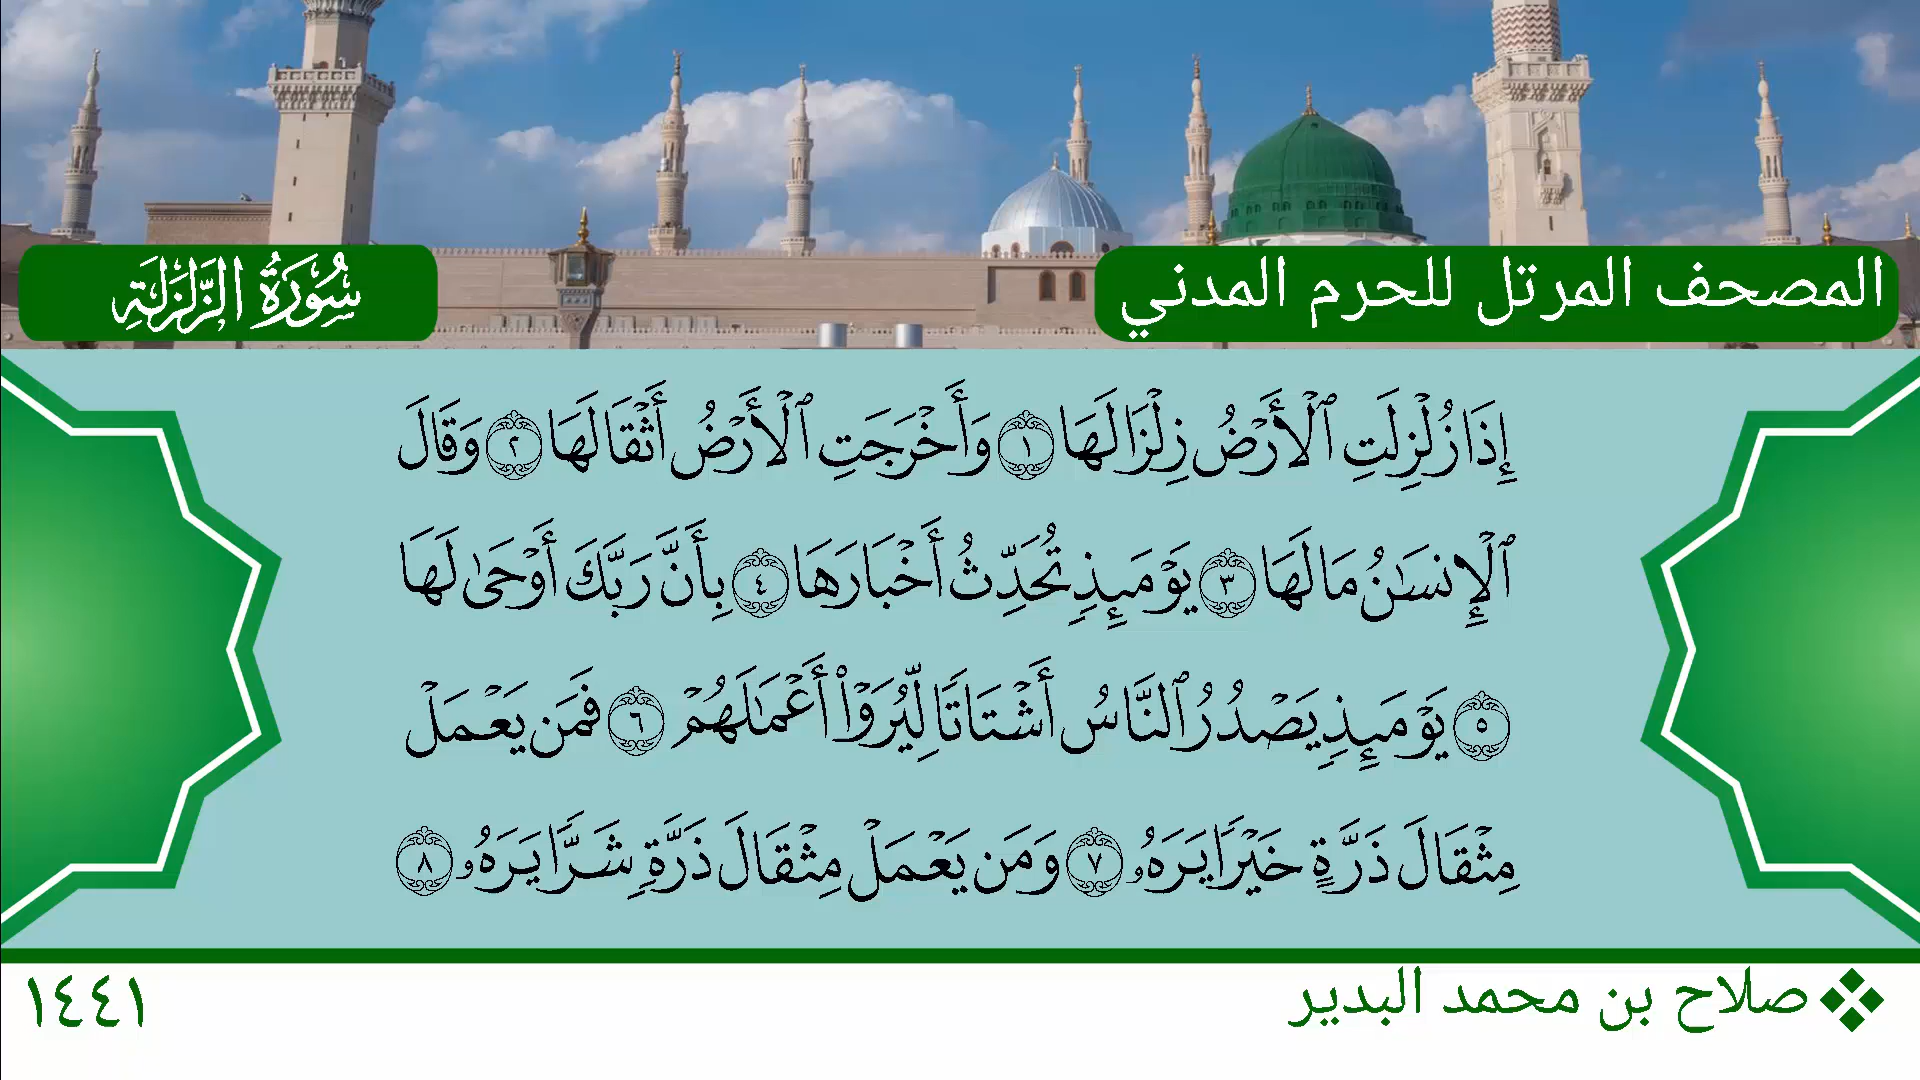 المصحف المرتل للحرم المدني
سُورَةُ الزَّلْزَلَةِ
إِذَا زُلْزِلَتِ ٱلْأَرْضُ زِلْزَالَهَا ١ وَأَخْرَجَتِ ٱلْأَرْضُ أَثْقَالَهَا ٢ وَقَالَ
ٱلْإِنسَـٰنُ مَا لَهَا ٣ يَوْمَئِذٍ تُحَدِّثُ أَخْبَارَهَا ٤ بِأَنَّ رَبَّكَ أَوْحَىٰ لَهَا
٥ يَوْمَئِذٍ يَصْدُرُ ٱلنَّاسُ أَشْتَاتًا لِّيُرَوْا۟ أَعْمَـٰلَهُمْ ٦ فَمَن يَعْمَلْ
مِثْقَالَ ذَرَّةٍ خَيْرًا يَرَهُۥ ٧ وَمَن يَعْمَلْ مِثْقَالَ ذَرَّةٍ شَرًّا يَرَهُۥ ٨
صلاح بن محمد البدير
١٤٤١